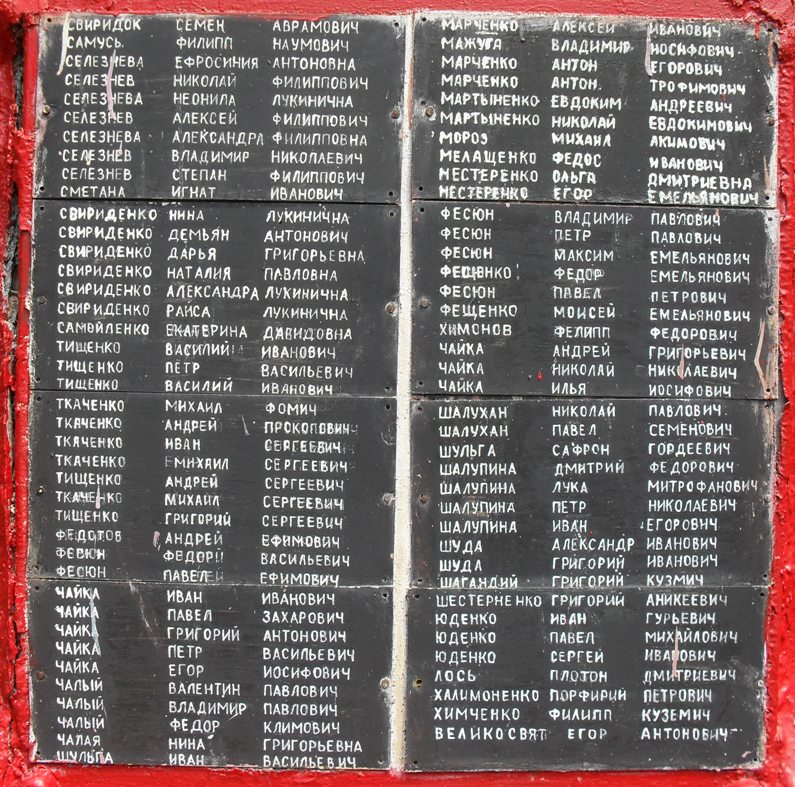 СВИРИДОК СЕМЕН АВРАМОВИЧ
САМУСЬ ФИЛИПП НАУМОВИЧ
СЕЛЕЗНЕВА ЕФРОСИНИЯ АНТОНОВНА
СЕЛЕЗНЕВ НИКОЛАЙ ФИЛИППОВИЧ
СЕЛЕЗНЕВА НЕОНИЛА ЛУКИНИЧНА
СЕЛЕЗНЕВ АЛЕКСЕЙ ФИЛИППОВИЧ
СЕЛЕЗНЕВА АЛЕКСАНДРА ФИЛИППОВНА
СЕЛЕЗНЕВ ВЛАДИМИР НИКОЛАЕВИЧ
СЕЛЕЗНЕВ СТЕПАН ФИЛИППОВИЧ
СМЕТАНА ИГНАТ ИВАНОВИЧ
СВИРИДЕНКО НИНА ЛУКИНИЧНА
СВИРИДЕНКО ДЕМЬЯН АНТОНОВИЧ
СВИРИДЕНКО ДАРЬЯ ГРИГОРЬЕВНА
СВИРИДЕНКО НАТАЛИЯ ПАВЛОВНА
СВИРИДЕНКО АЛЕКСАНДРА ЛУКИНИЧНА
СВИРИДЕНКО РАИСА ЛУКИНИЧНА
САМОЙЛЕНКО ЕКАТЕРИНА ДАВИДОВНА
ТИЩЕНКО ВАСИЛИЙ ИВАНОВИЧ
ТИЩЕНКО ПЕТР ВАСИЛЬЕВИЧ
ТИЩЕНКО ВАСИЛИЙ ИВАНОВИЧ
ТКАЧЕНКО МИХАИЛ ФОМИЧ
ТКАЧЕНКО АНДРЕЙ ПРОКОПОВИЧ
ТКАЧЕНКО ИВАН СЕРГЕЕВИЧ
ТКАЧЕНКО ЕМИХАИЛ СЕРГЕЕВИЧ
ТИЩЕНКО АНДРЕЙ СЕРГЕЕВИЧ
ТКАЧЕНКО МИХАИЛ СЕРГЕЕВИЧ
ТИЩЕНКО ГРИГОРИЙ СЕРГЕЕВИЧ
ФЕДОТОВ АНДРЕЙ ЕФИМОВИЧ
ФЕСЮН ФЕДОР ВАСИЛЬЕВИЧ
ФЕСЮН ПАВЕЛЕЙ ЕФИМОВИЧ
ЧАЙКА ИВАН ИВАНОВИЧ
ЧАЙКА ПАВЕЛ ЗАХАРОВИЧ
ЧАЙКА ГРИГОРИЙ АНТОНОВИЧ
ЧАЙКА ПЕТР ВАСИЛЬЕВИЧ
ЧАЙКА ЕГОР ИОСИФОВИЧ
ЧАЛЫЙ ВАЛЕНТИН ПАВЛОВИЧ
ЧАЛЫЙ ВЛАДИМИР ПАВЛОВИЧ
ЧАЛЫЙ ФЕДОР КЛИМОВИЧ
ЧАЛАЯ НИНА ГРИГОРЬЕВНА
ШУЛЬГА ИВАН ВАСИЛЬЕВИЧ
МАРЧЕНКО АЛЕКСЕЙ ИВАНОВИЧ
МАЖУГА ВЛАДИМИР ИОСИФОВИЧ
МАРЧЕНКО АНТОН ЕГОРОВИЧ
МАРЧЕНКО АНТОН. ТРОФИМОВИЧ
МАРТЫНЕНКО ЕВДОКИМ АНДРЕЕВИЧ
МАРТЫНЕНКО НИКОЛАЙ ЕВДОКИМОВИЧ
МОРОЗ МИХАИЛ АКИМОВИЧ
МЕЛАЩЕНКО ФЕДОС ИВАНОВИЧ
НЕСТЕРЕНКО ОЛЬГА ДМИТРИЕВНА
НЕСТЕРЕНКО ЕГОР ЕМЕЛЬЯНОВИЧ
ФЕСЮН ВЛАДИМИР ПАВЛОВИЧ
ФЕСЮН ПЕТР ПАВЛОВИЧ
ФЕСЮН МАКСИМ ЕМЕЛЬЯНОВИЧ
ФЕЩЕНКО ФЕДОР ЕМЕЛЬЯНОВИЧ
ФЕСЮН ПАВЕЛ ПЕТРОВИЧ
ФЕЩЕНКО МОИСЕЙ ЕМЕЛЬЯНОВИЧ
ХИМОНОВ ФЕЛИПП ФЕДОРОВИЧ
ЧАЙКА АНДРЕЙ ГРИГОРЬЕВИЧ
ЧАЙКА НИКОЛАЙ НИКОЛАЕВИЧ
ЧАЙКА ИЛЬЯ ИОСИФОВИЧ
ШАЛУХАН НИКОЛАЙ ПАВЛОВИЧ
ШАЛУХАН ПАВЕЛ СЕМЕНОВИЧ
ШУЛЬГА САФРОН ГОРДЕЕВИЧ
ШАЛУПИНА ДМИТРИЙ ФЕДОРОВИЧ
ШАЛУПИНА ЛУКА МИТРОФАНОВИЧ
ШАЛУПИНА ПЕТР НИКОЛАЕВИЧ
ШАЛУПИНА ИВАН ЕГОРОВИЧ
ШУДА АЛЕКСАНДР ИВАНОВИЧ
ШУДА ГРИГОРИЙ ИВАНОВИЧ
ШАГАНДИЙ ГРИГОРИЙ КУЗМИЧ
ШЕСТЕРНЕНКО ГРИГОРИЙ АНИКЕЕВИЧ
ЮДЕНКО ИВАН ГУРЬЕВИЧ
ЮДЕНКО ПАВЕЛ МИХАЙЛОВИЧ
ЮДЕНКО СЕРГЕЙ ИВАНОВИЧ
ЛОСЬ ПЛОТОН ДМИТРИЕВИЧ
ХАЛИМОНЕНКО ПОРФИРИЙ ПЕТРОВИЧ
ХИМЧЕНКО ФИЛИПП КУЗЕМИЧ
ВЕЛИКОСВЯТ ЕГОР АНТОНОВИЧ